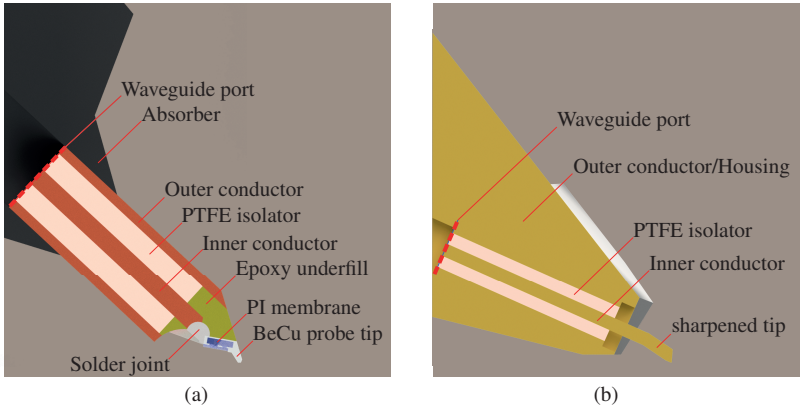 Waveguide port
Absorber
Outer conductor
PTFE isolator
Inner conductor
Epoxy underfill
PI membrane
BeCu probe tip
Solder joint
(a)
Waveguide port
Outer conductor/Housing
PTFE isolator
Inner conductor
sharpened tip
(b)